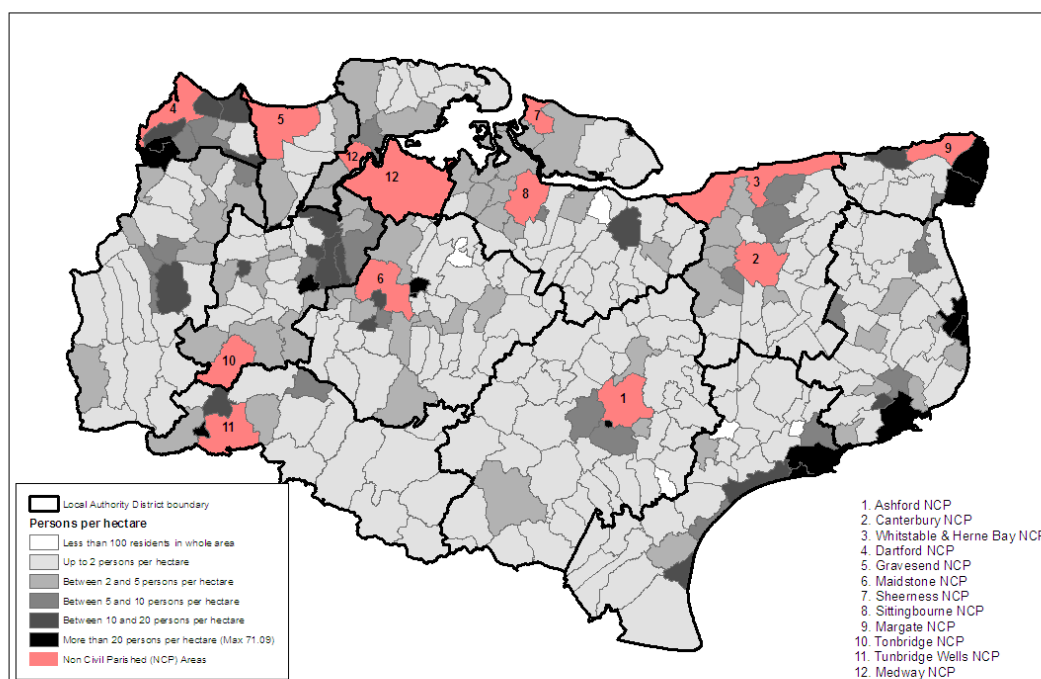 4
5
7
12
12
9
3
8
2
6
10
1
11
Local Authority District boundary
Persons per hectare
Less than 100 residents in whole area
Up to 2 persons per hectare
Between 2 and 5 persons per hectare
Between 5 and 10 persons per hectare
Between 10 and 20 persons per hectare
More than 20 persons per hectare (Max 71.09)
Non Civil Parished (NCP) Areas
1. Ashford NCP
2. Canterbury NCP
3. Whitstable & Herne Bay NCP
4. Dartford NCP
5. Gravesend NCP
6. Maidstone NCP
7. Sheerness NCP
8. Sittingbourne NCP
9. Margate NCP
10. Tonbridge NCP
11. Tunbridge Wells NCP
12. Medway NCP